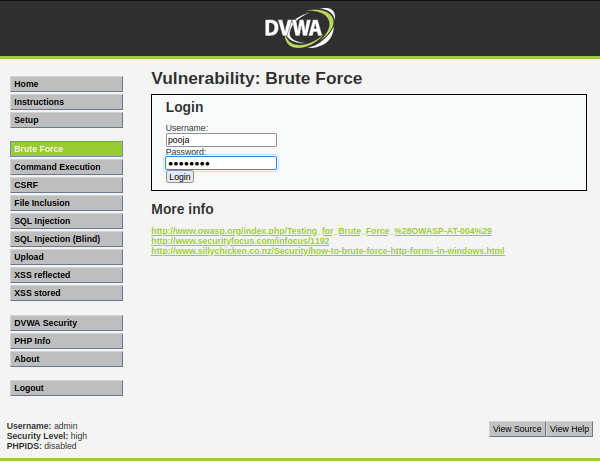 DVWA
Vulnerability: Brute Force
Home
Instructions
Setup
Brute Force
Command Execution
CSRF
File Inclusion
SQL Injection
SQL Injection (Blind)
Upload
XSS reflected
XSS stored
DVWA Security
PHP Info
About
Logout
Login
Username:
pooja
Password:
●●●●●●●●
Login
More info
http://www.owasp.org/index.php/Testing_for_Brute_Force_%28OWASP-AT-004%29
http://www.securityfocus.com/infocus/1192
http://www.sillychicken.co.nz/Security/how-to-brute-force-http-forms-in-windows.html
Username: admin
Security Level: high
PHPIDS: disabled
View Source View Help